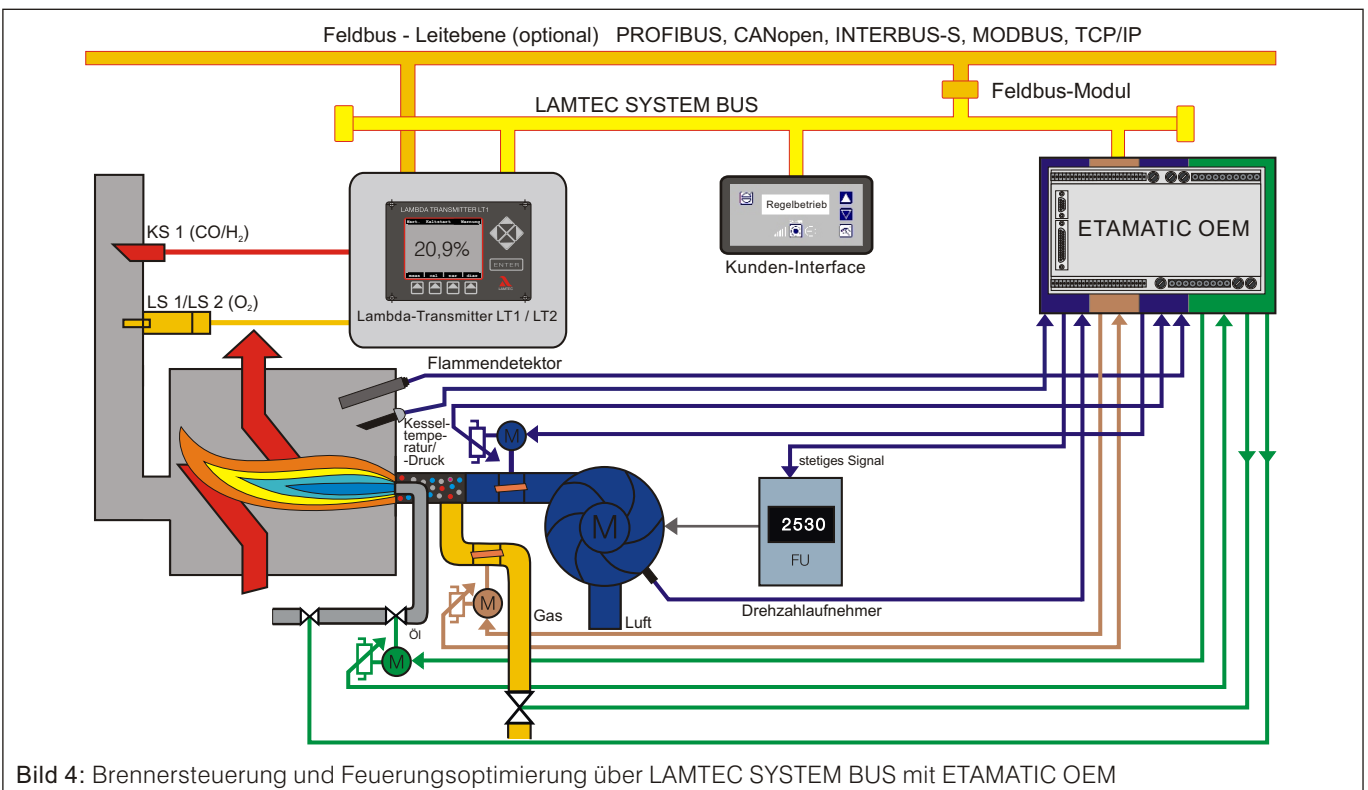 Feldbus - Leitebene (optional) PROFIBUS, CANopen, INTERBUS-S, MODBUS, TCP/IP
Feldbus-Modul
LAMTEC SYSTEM BUS
LAMBDA TRANSMITTER LT1
Kaltstart Warnung
20,9%
ENTER
LAMTEC
Lambda-Transmitter LT1 / LT2
Regelbetrieb
Kunden-Interface
ETAMATIC OEM
KS 1 (CO/H₂)
LS 1/LS 2 (O₂)
Flammendetektor
Kessel-
tempe-
ratur/
-Druck
M
stetiges Signal
2530
FU
M
Drehzahlaufnehmer
Luft
Gas
M
Öl
M
Bild 4: Brennersteuerung und Feuerungsoptimierung über LAMTEC SYSTEM BUS mit ETAMATIC OEM